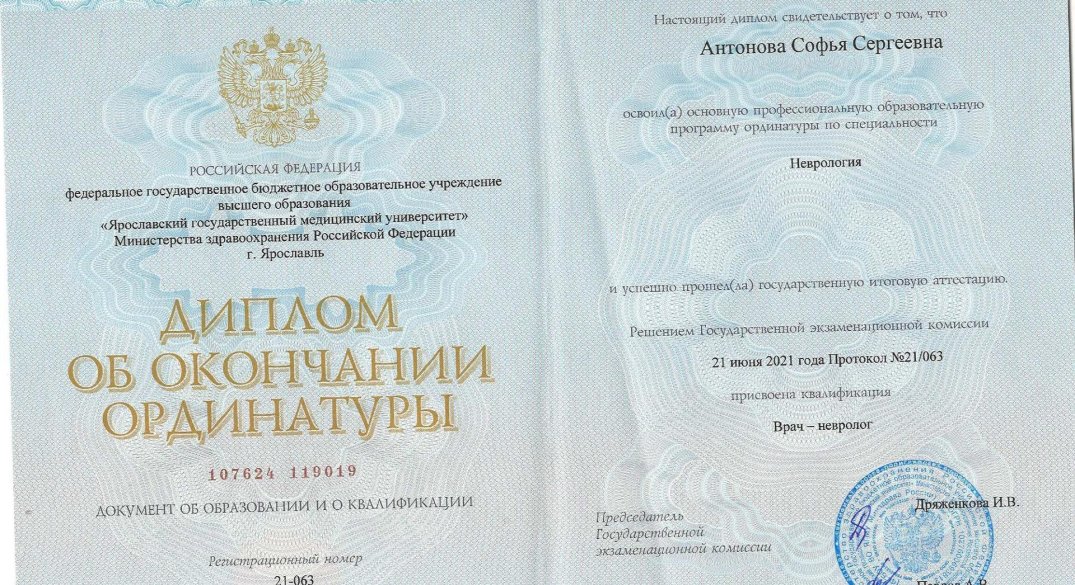 РОССИЙСКАЯ ФЕДЕРАЦИЯ
федеральное государственное бюджетное образовательное учреждение
высшего образования
«Ярославский государственный медицинский университет»
Министерства здравоохранения Российской Федерации
г. Ярославль
ДИПЛОМ
ОБ ОКОНЧАНИИ
ОРДИНАТУРЫ
107624 119019
ДОКУМЕНТ ОБ ОБРАЗОВАНИИ И О КВАЛИФИКАЦИИ
Регистрационный номер
21-063
Настоящий диплом свидетельствует о том, что
Антонова Софья Сергеевна
освоил(а) основную профессиональную образовательную
программу ординатуры по специальности
Неврология
и успешно прошел(ла) государственную итоговую аттестацию.
Решением Государственной экзаменационной комиссии
21 июня 2021 года Протокол №21/063
присвоена квалификация
Врач – невролог
Председатель
Государственной
экзаменационной комиссии
Дряженкова И.В.